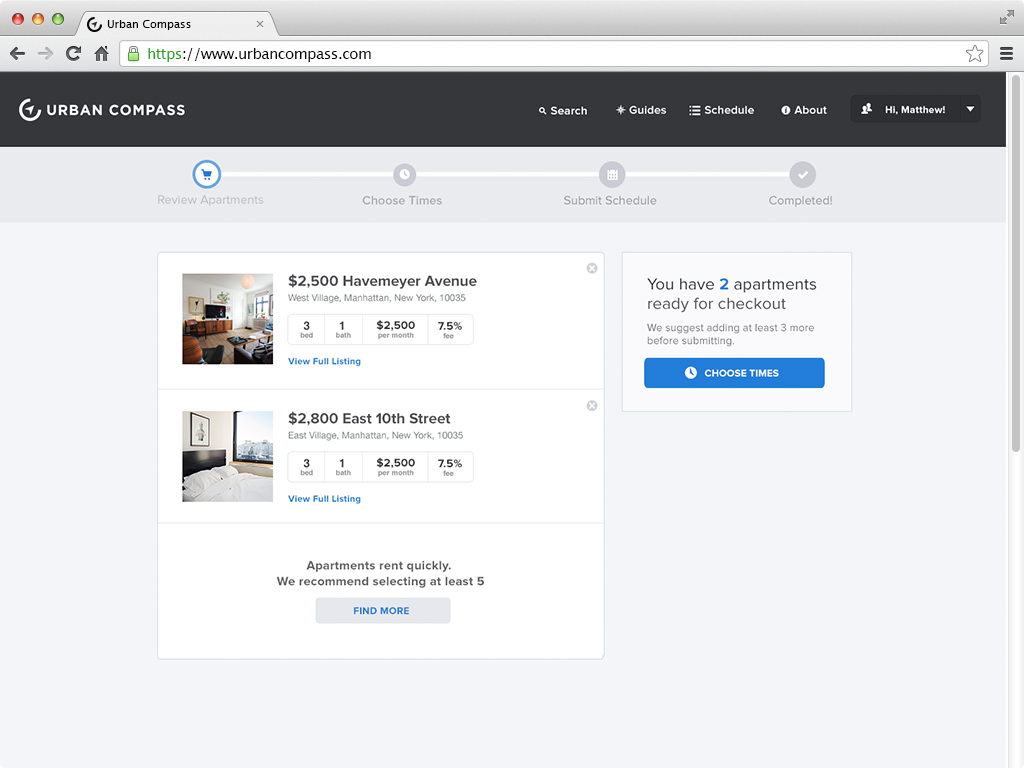 Urban Compass
https://www.urbancompass.com
URBAN COMPASS
Search
Guides
Schedule
About
Hi, Matthew!
Review Apartments
Choose Times
Submit Schedule
Completed!
$2,500 Havemeyer Avenue
West Village, Manhattan, New York, 10035
3 1 $2,500 7.5%
bed bath per month fee
View Full Listing
$2,800 East 10th Street
East Village, Manhattan, New York, 10035
3 1 $2,500 7.5%
bed bath per month fee
View Full Listing
Apartments rent quickly.
We recommend selecting at least 5
FIND MORE
You have 2 apartments
ready for checkout
We suggest adding at least 3 more
before submitting.
CHOOSE TIMES